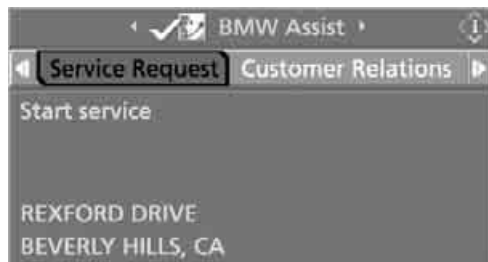 BMW Assist
Service Request Customer Relations
Start service
REXFORD DRIVE
BEVERLY HILLS, CA